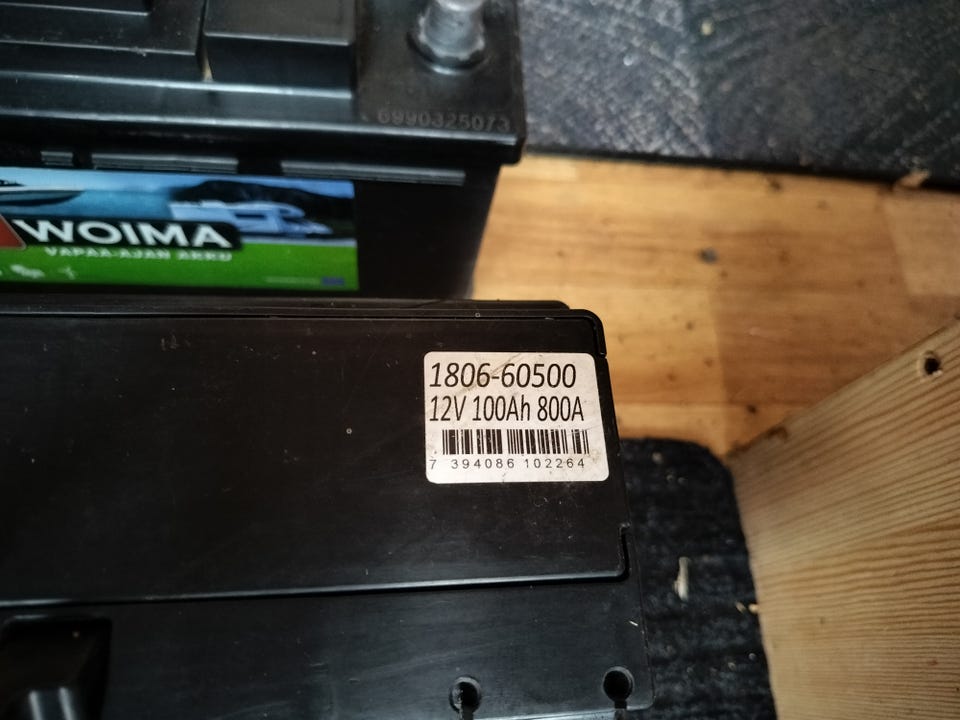 6990325073
WOIMA
VAPAA-AJAN AKKU
1806-60500
12V 100Ah 800A
7 394086 102264